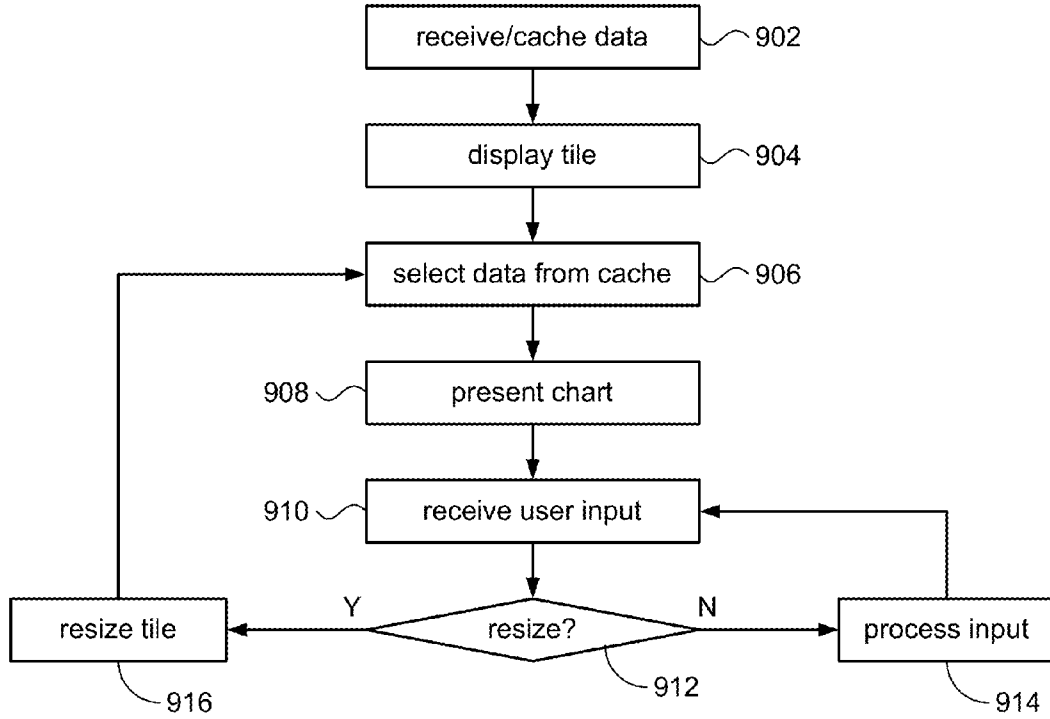 receive/cache data
902
display tile
904
select data from cache
906
908
present chart
910
receive user input
Y
N
resize tile
resize?
process input
916
912
914